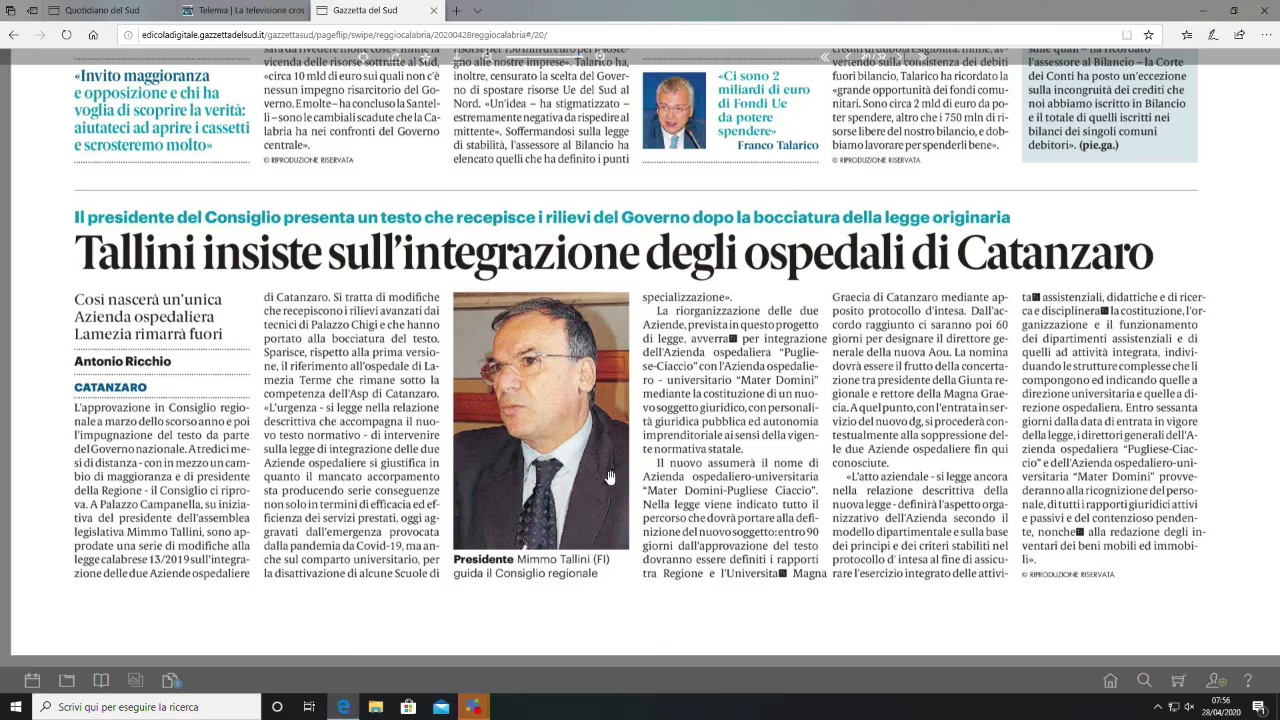 Gazzetta del Sud
Catanzaro del Sud
edicoladigitale.gazzettadelsud.it/gazzettasud/pageflip/swipe/reggiocalabria/20200428reggiocalabria#/20/
«Invito maggioranza
e opposizione e chi ha
voglia di scoprire la verità:
aiutateci ad aprire i cassetti
e scrosteremo molto»
vicenda delle risorse sottratte al Sud,
«circa 10 mld di euro sui quali non c'è
nessun impegno risarcitorio del Go-
verno. E molte – ha concluso la Santel-
li – sono le cambiali scadute che la Ca-
labria ha nei confronti del Governo
centrale».
© RIPRODUZIONE RISERVATA
gno alle nostre imprese». Talarico ha,
inoltre, censurato la scelta del Gover-
no di spostare risorse Ue del Sud al
Nord. «Un'idea – ha stigmatizzato –
estremamente negativa da rispedire al
mittente». Soffermandosi sulla legge
di stabilità, l'assessore al Bilancio ha
elencato quelli che ha definito i punti
«Ci sono 2
miliardi di euro
di Fondi Ue
da potere
spendere»
Franco Talarico
avvertendo sulla consistenza dei debiti
fuori bilancio, Talarico ha ricordato la
«grande opportunità dei fondi comu-
nitari. Sono circa 2 mld di euro da po-
ter spendere, altro che i 750 mln di ri-
sorse libere del nostro bilancio, e dob-
biamo lavorare per spenderli bene».
© RIPRODUZIONE RISERVATA
sulle quali – ha ricordato
l'assessore al Bilancio – la Corte
dei Conti ha posto un'eccezione
sulla incongruità dei crediti che
noi abbiamo iscritto in Bilancio
e il totale di quelli iscritti nei
bilanci dei singoli comuni
debitori». (pie.ga.)
Il presidente del Consiglio presenta un testo che recepisce i rilievi del Governo dopo la bocciatura della legge originaria
Tallini insiste sull'integrazione degli ospedali di Catanzaro
Così nascerà un'unica
Azienda ospedaliera
Lamezia rimarrà fuori
Antonio Ricchio
CATANZARO
L'approvazione in Consiglio regio-
nale a marzo dello scorso anno e poi
l'impugnazione del testo da parte
del Governo nazionale. A tredici me-
si di distanza - con in mezzo un cam-
bio di maggioranza e di presidente
della Regione - il Consiglio ci ripro-
va. A Palazzo Campanella, su inizia-
tiva del presidente dell'assemblea
legislativa Mimmo Tallini, sono ap-
prodate una serie di modifiche alla
legge calabrese 13/2019 sull'integra-
zione delle due Aziende ospedaliere
di Catanzaro. Si tratta di modifiche
che recepiscono i rilievi avanzati dai
tecnici di Palazzo Chigi e che hanno
portato alla bocciatura del testo.
Sparisce, rispetto alla prima versio-
ne, il riferimento all'ospedale di La-
mezia Terme che rimane sotto la
competenza dell'Asp di Catanzaro.
«L'urgenza - si legge nella relazione
descrittiva che accompagna il nuo-
vo testo normativo - di intervenire
sulla legge di integrazione delle due
Aziende ospedaliere si giustifica in
quanto il mancato accorpamento
sta producendo serie conseguenze
non solo in termini di efficacia ed ef-
ficienza dei servizi prestati, oggi ag-
gravati dall'emergenza provocata
dalla pandemia da Covid-19, ma an-
che sul comparto universitario, per
la disattivazione di alcune Scuole di
Presidente Mimmo Tallini (FI)
guida il Consiglio regionale
specializzazione».
La riorganizzazione delle due
Aziende, prevista in questo progetto
di legge, avverra per integrazione
dell'Azienda ospedaliera "Puglie-
se-Ciaccio" con l'Azienda ospedalie-
ro - universitario "Mater Domini"
mediante la costituzione di un nuo-
vo soggetto giuridico, con personali-
tà giuridica pubblica ed autonomia
imprenditoriale ai sensi della vigen-
te normativa statale.
Il nuovo assumerà il nome di
Azienda ospedaliero-universitaria
"Mater Domini-Pugliese Ciaccio".
Nella legge viene indicato tutto il
percorso che dovrà portare alla defi-
nizione del nuovo soggetto: entro 90
giorni dall'approvazione del testo
dovranno essere definiti i rapporti
tra Regione e l'Universita Magna
Graecia di Catanzaro mediante ap-
posito protocollo d'intesa. Dall'ac-
cordo raggiunto ci saranno poi 60
giorni per designare il direttore ge-
nerale della nuova Aou. La nomina
dovrà essere il frutto della concerta-
zione tra presidente della Giunta re-
gionale e rettore della Magna Grae-
cia. A quel punto, con l'entrata in ser-
vizio del nuovo dg, si procederà con-
testualmente alla soppressione del-
le due Aziende ospedaliere fin qui
conosciute.
«L'atto aziendale - si legge ancora
nella relazione descrittiva della
nuova legge - definirà l'aspetto orga-
nizzativo dell'Azienda secondo il
modello dipartimentale e sulla base
dei principi e dei criteri stabiliti nel
protocollo d' intesa al fine di assicu-
rare l'esercizio integrato delle attivi-
ta assistenziali, didattiche e di ricer-
ca e disciplinera la costituzione, l'or-
ganizzazione e il funzionamento
dei dipartimenti assistenziali e di
quelli ad attività integrata, indivi-
duando le strutture complesse che li
compongono ed indicando quelle a
direzione universitaria e quelle a di-
rezione ospedaliera. Entro sessanta
giorni dalla data di entrata in vigore
della legge, i direttori generali dell'A-
zienda ospedaliera "Pugliese-Ciac-
cio" e dell'Azienda ospedaliero-uni-
versitaria "Mater Domini" provve-
deranno alla ricognizione del perso-
nale, di tutti i rapporti giuridici attivi
e passivi e del contenzioso penden-
te, nonche alla redazione degli in-
ventari dei beni mobili ed immobi-
li».
© RIPRODUZIONE RISERVATA
Scrivi qui per eseguire la ricerca
07:56
28/04/2020